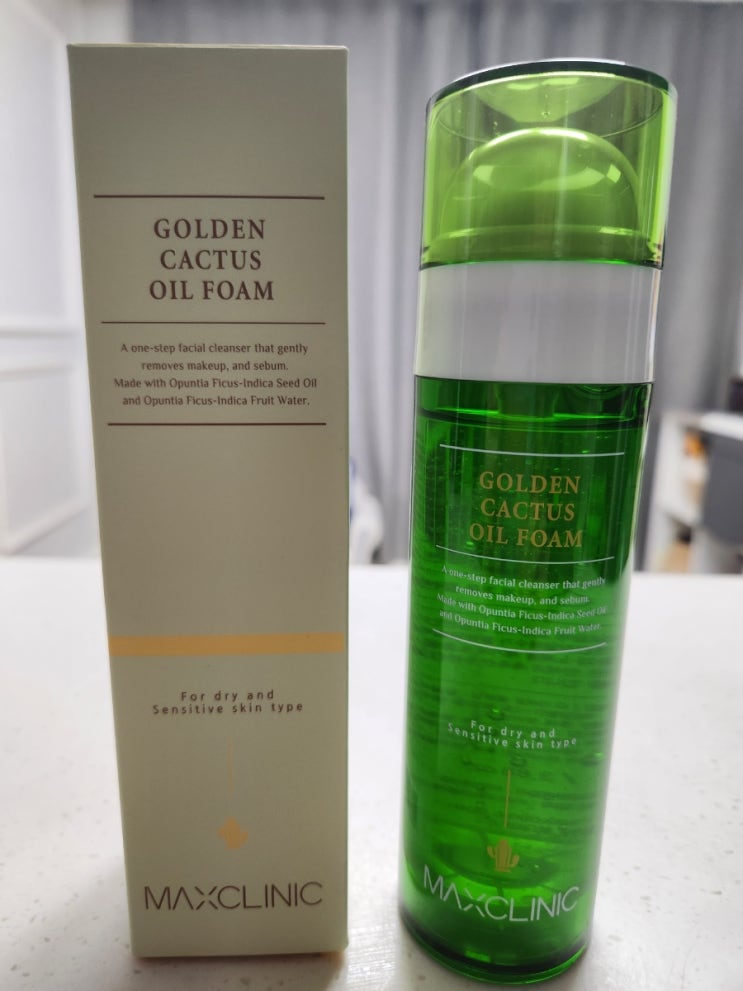 GOLDEN
CACTUS
OIL FOAM
A one-step facial cleanser that gently
removes makeup, and sebum.
Made with Opuntia Ficus-Indica Seed Oil
and Opuntia Ficus-Indica Fruit Water.
For dry and
Sensitive skin type
MAXCLINIC
GOLDEN
CACTUS
OIL FOAM
A one-step facial cleanser that gently
removes makeup, and sebum.
Made with Opuntia Ficus-Indica Seed Oil
and Opuntia Ficus-Indica Fruit Water.
For dry and
Sensitive skin type
MAXCLINIC